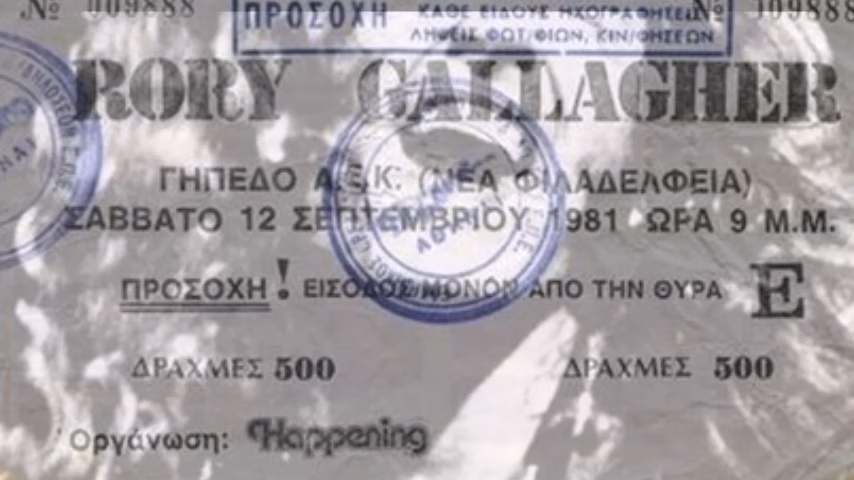 № 009888 № 009888
ΠΡΟΣΟΧΗ ΚΑΘΕ ΕΙΔΟΥΣ ΗΧΟΓΡΑΦΗΣΕΙΣ
ΛΗΨΕΙΣ ΦΩΤ/ΦΙΩΝ, ΚΙΝ/ΦΗΣΕΩΝ
RORY GALLAGHER
ΓΗΠΕΔΟ Α.Ε.Κ. (ΝΕΑ ΦΙΛΑΔΕΛΦΕΙΑ)
ΣΑΒΒΑΤΟ 12 ΣΕΠΤΕΜΒΡΙΟΥ 1981 ΩΡΑ 9 Μ.Μ.
ΠΡΟΣΟΧΗ! ΕΙΣΟΔΟΣ ΜΟΝΟΝ ΑΠΟ ΤΗΝ ΘΥΡΑ E
ΔΡΑΧΜΕΣ 500 ΔΡΑΧΜΕΣ 500
Οργάνωση: Happening